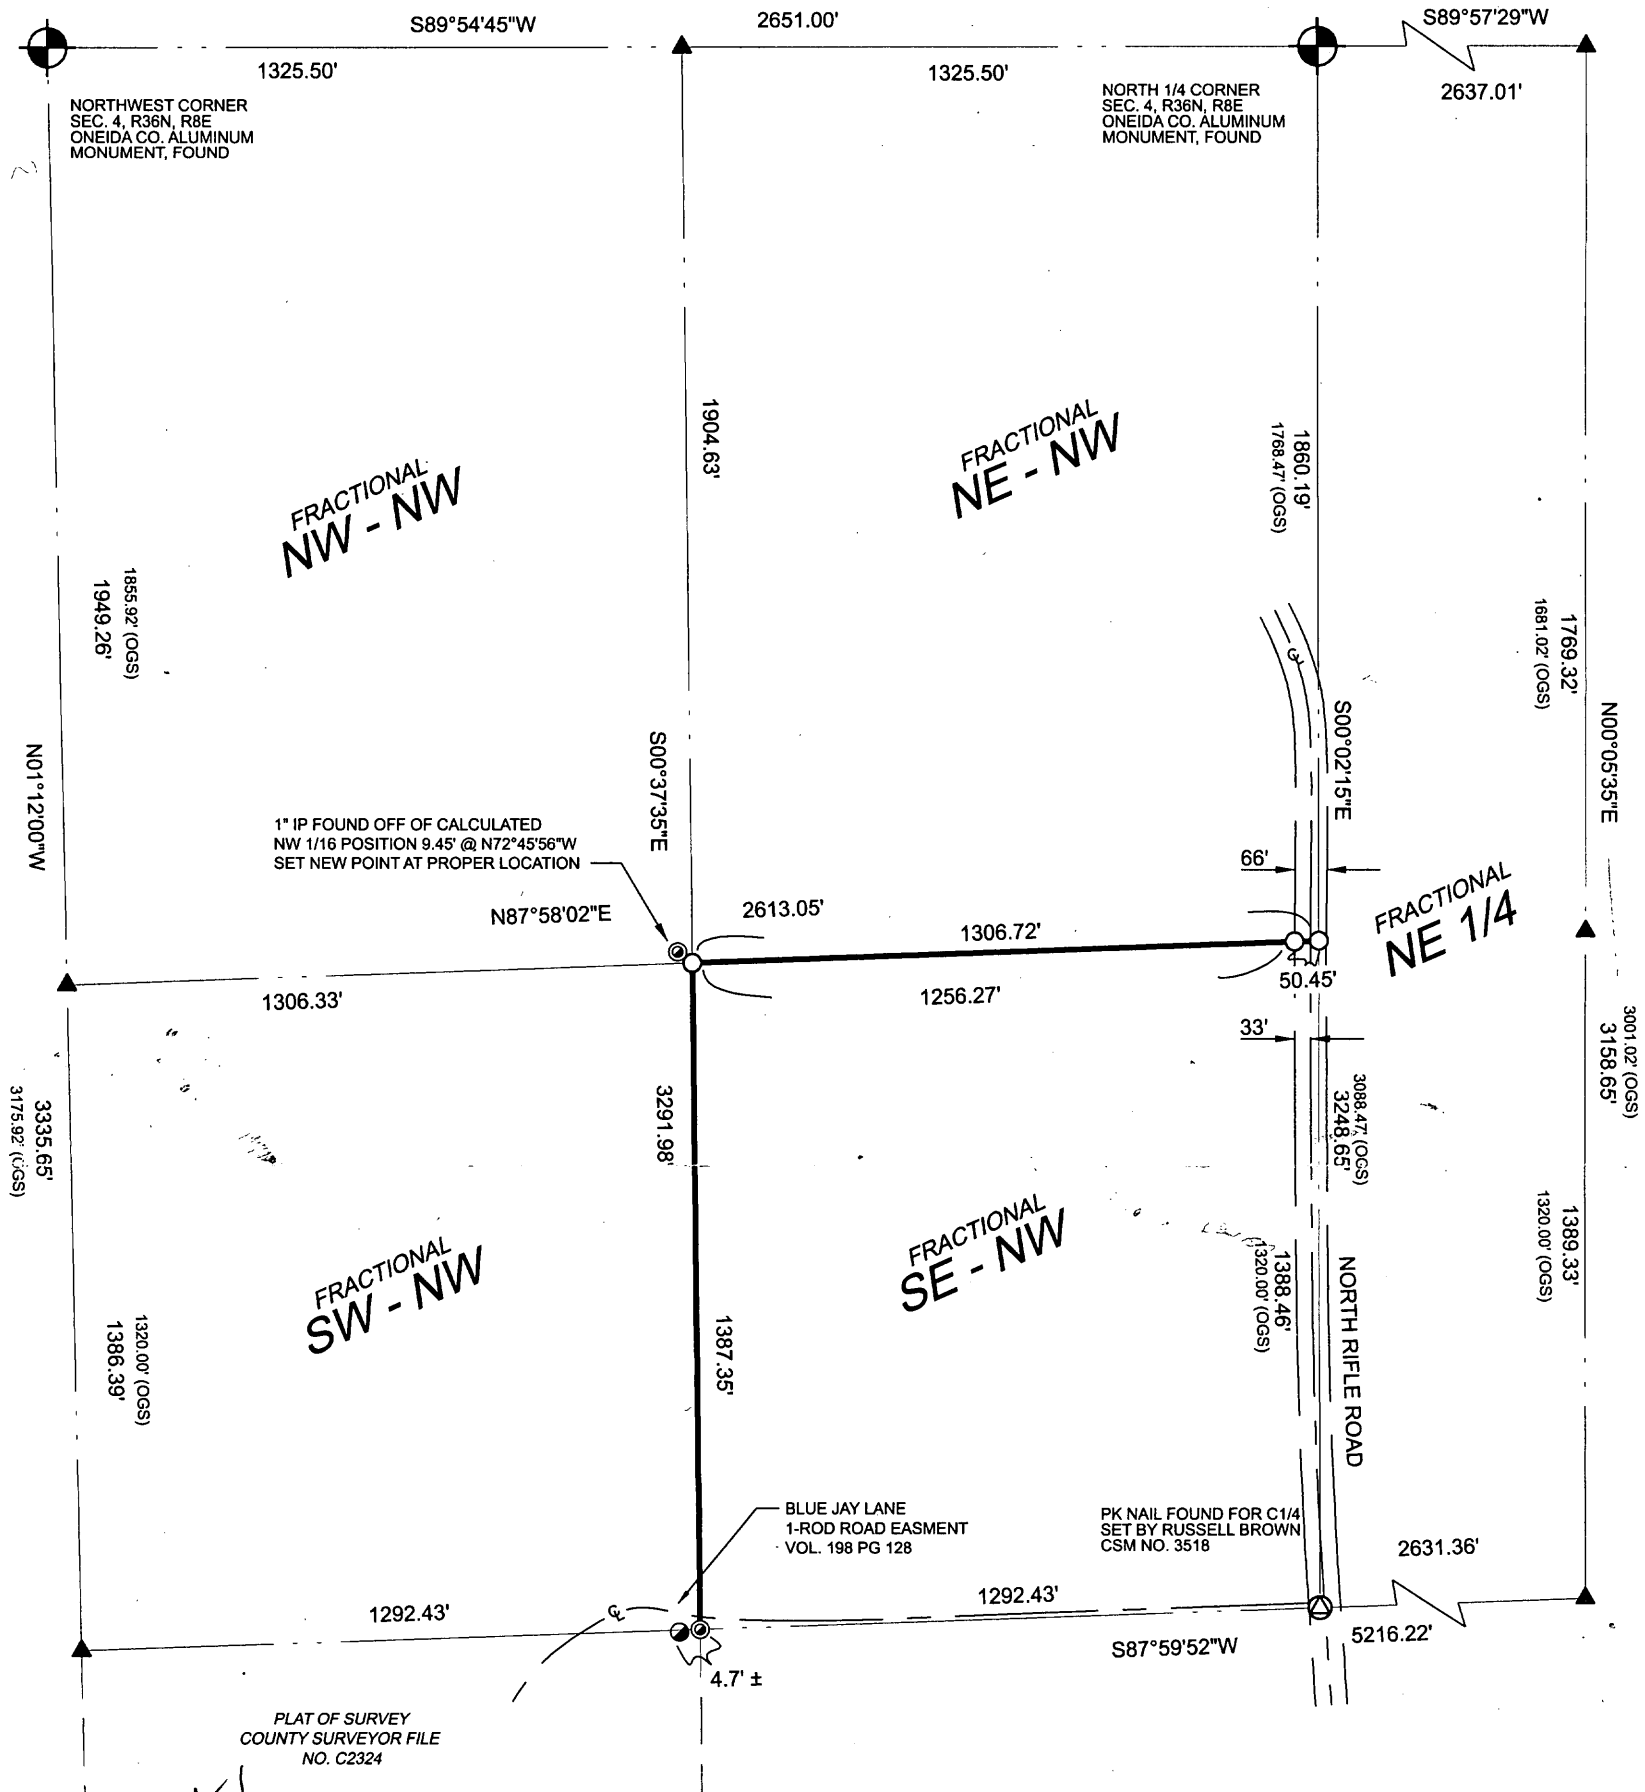 S89°54'45"W
2651.00'
S89°57'29"W
1325.50'
1325.50'
2637.01'
NORTHWEST CORNER
SEC. 4, R36N, R8E
ONEIDA CO. ALUMINUM
MONUMENT, FOUND
NORTH 1/4 CORNER
SEC. 4, R36N, R8E
ONEIDA CO. ALUMINUM
MONUMENT, FOUND
1904.63'
1860.19'
1768.47' (OGS)
FRACTIONAL
NW - NW
FRACTIONAL
NE - NW
1855.92' (OGS)
1949.26'
1769.32'
1681.02' (OGS)
N01°12'00"W
S00°37'35"E
S00°02'15"E
N00°05'35"E
1" IP FOUND OFF OF CALCULATED
NW 1/16 POSITION 9.45' @ N72°45'56"W
SET NEW POINT AT PROPER LOCATION
66'
FRACTIONAL
NE 1/4
N87°58'02"E
2613.05'
1306.72'
1306.33'
1256.27'
50.45'
33'
3001.02' (OGS)
3158.65'
3335.65'
3175.92' (OGS)
3291.98'
3088.47' (OGS)
3248.65'
FRACTIONAL
SW - NW
FRACTIONAL
SE - NW
1388.46'
1320.00' (OGS)
NORTH RIFLE ROAD
1389.33'
1320.00' (OGS)
1320.00' (OGS)
1386.39'
1387.35'
BLUE JAY LANE
1-ROD ROAD EASMENT
VOL. 198 PG 128
PK NAIL FOUND FOR C1/4
SET BY RUSSELL BROWN
CSM NO. 3518
2631.36'
1292.43'
1292.43'
S87°59'52"W
5216.22'
4.7' ±
PLAT OF SURVEY
COUNTY SURVEYOR FILE
NO. C2324